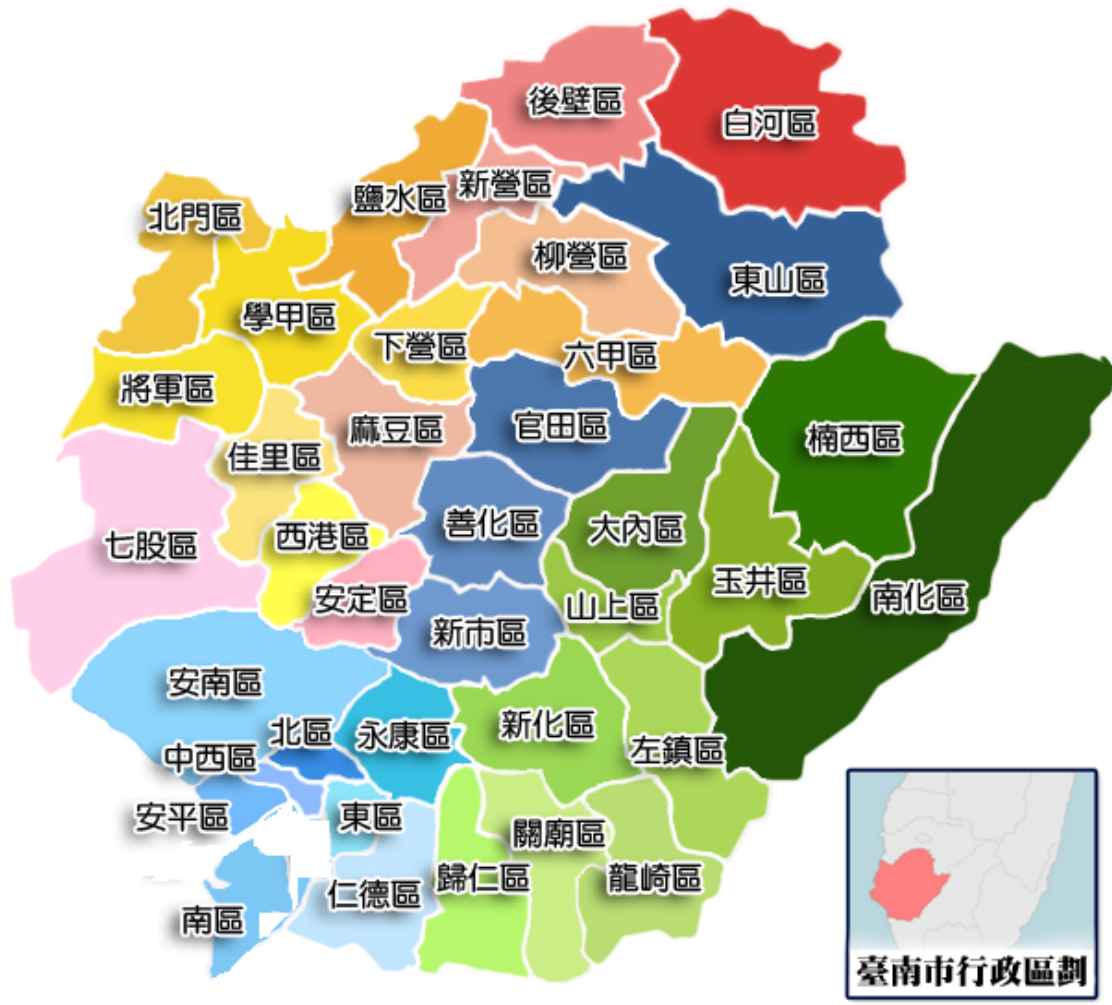 後壁區
白河區
新營區
鹽水區
北門區
柳營區
東山區
學甲區
下營區
六甲區
將軍區
麻豆區
官田區
楠西區
佳里區
善化區
大內區
西港區
七股區
玉井區
南化區
安定區
山上區
新市區
安南區
新化區
北區
永康區
左鎮區
中西區
安平區
東區
關廟區
歸仁區
龍崎區
仁德區
南區
臺南市行政區劃